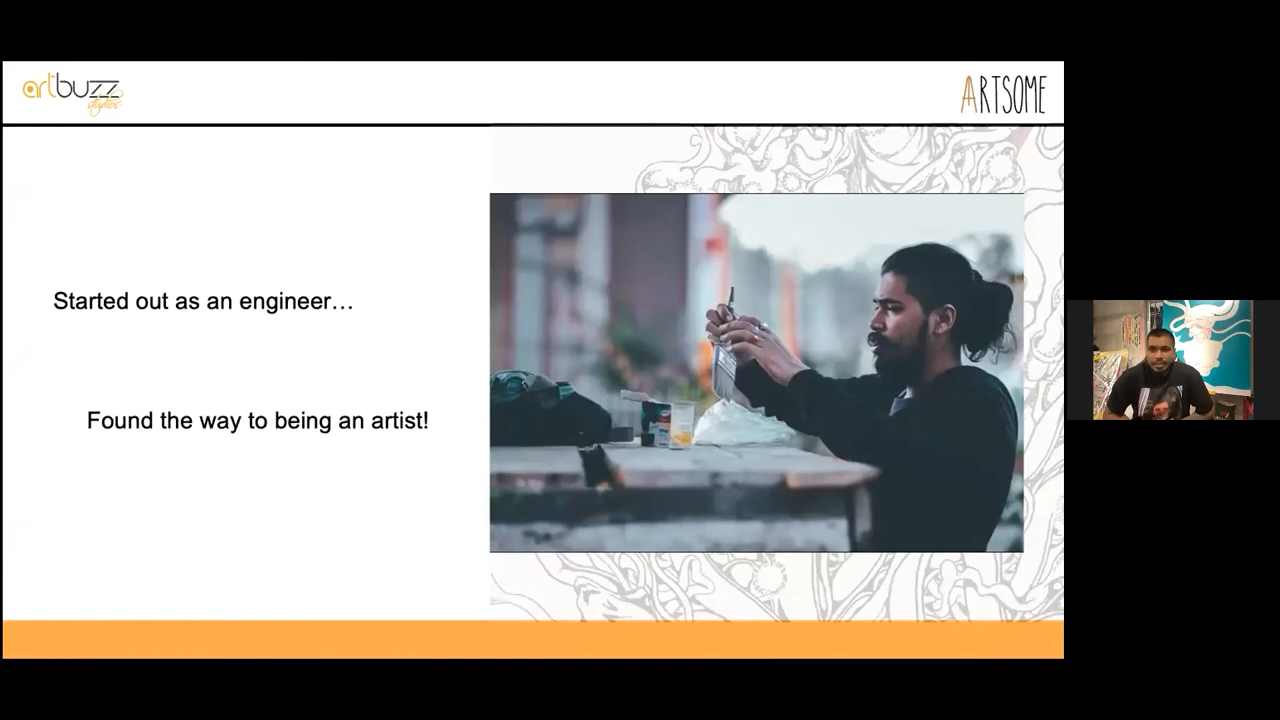 artbuzz
studios
ARTSOME
Started out as an engineer…
Found the way to being an artist!